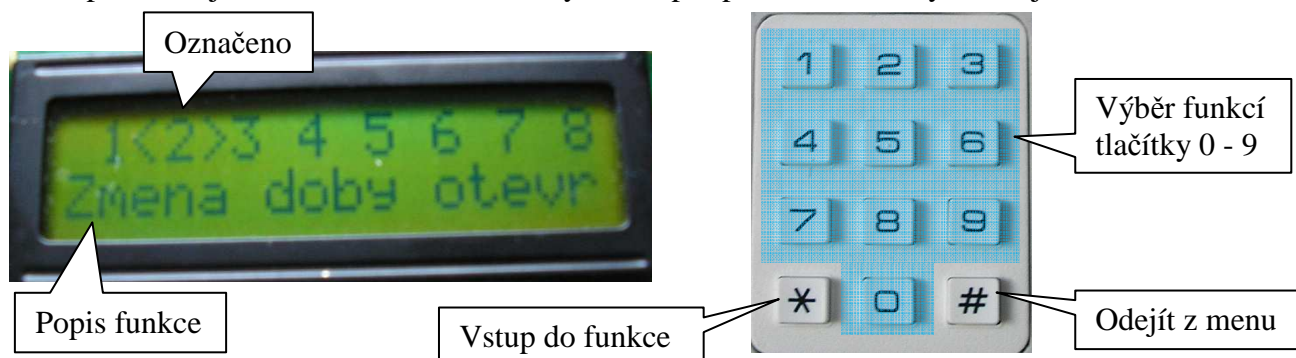 Označeno
1<2>3 4 5 6 7 8
Zmena doby otevr
Popis funkce
1 2 3
4 5 6
7 8 9
* 0 #
Výběr funkcí
tlačítky 0 - 9
Vstup do funkce
Odejít z menu